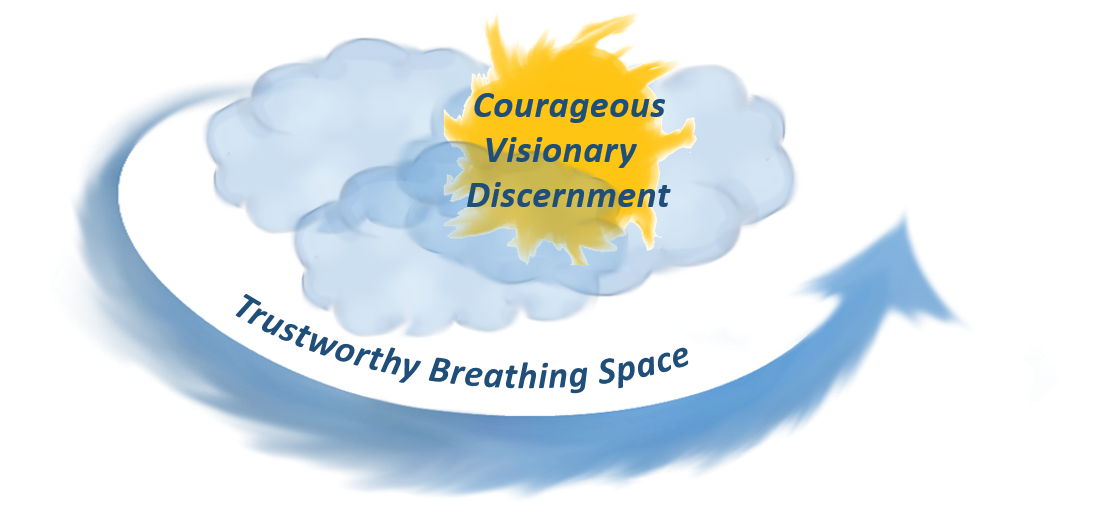 Courageous
Visionary
Discernment
Trustworthy Breathing Space